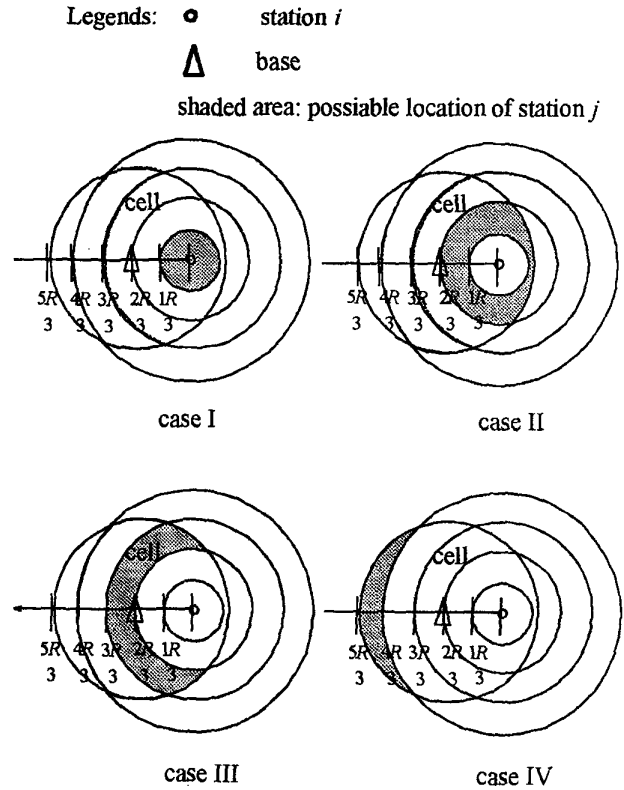 Legends: station i
base
shaded area: possiable location of station j
cell
5R 4R 3R 2R 1R
3 3 3 3 3
case I
cell
5R 4R 3R 2R 1R
3 3 3 3 3
case II
cell
5R 4R 3R 2R 1R
3 3 3 3 3
case III
cell
5R 4R 3R 2R 1R
3 3 3 3 3
case IV